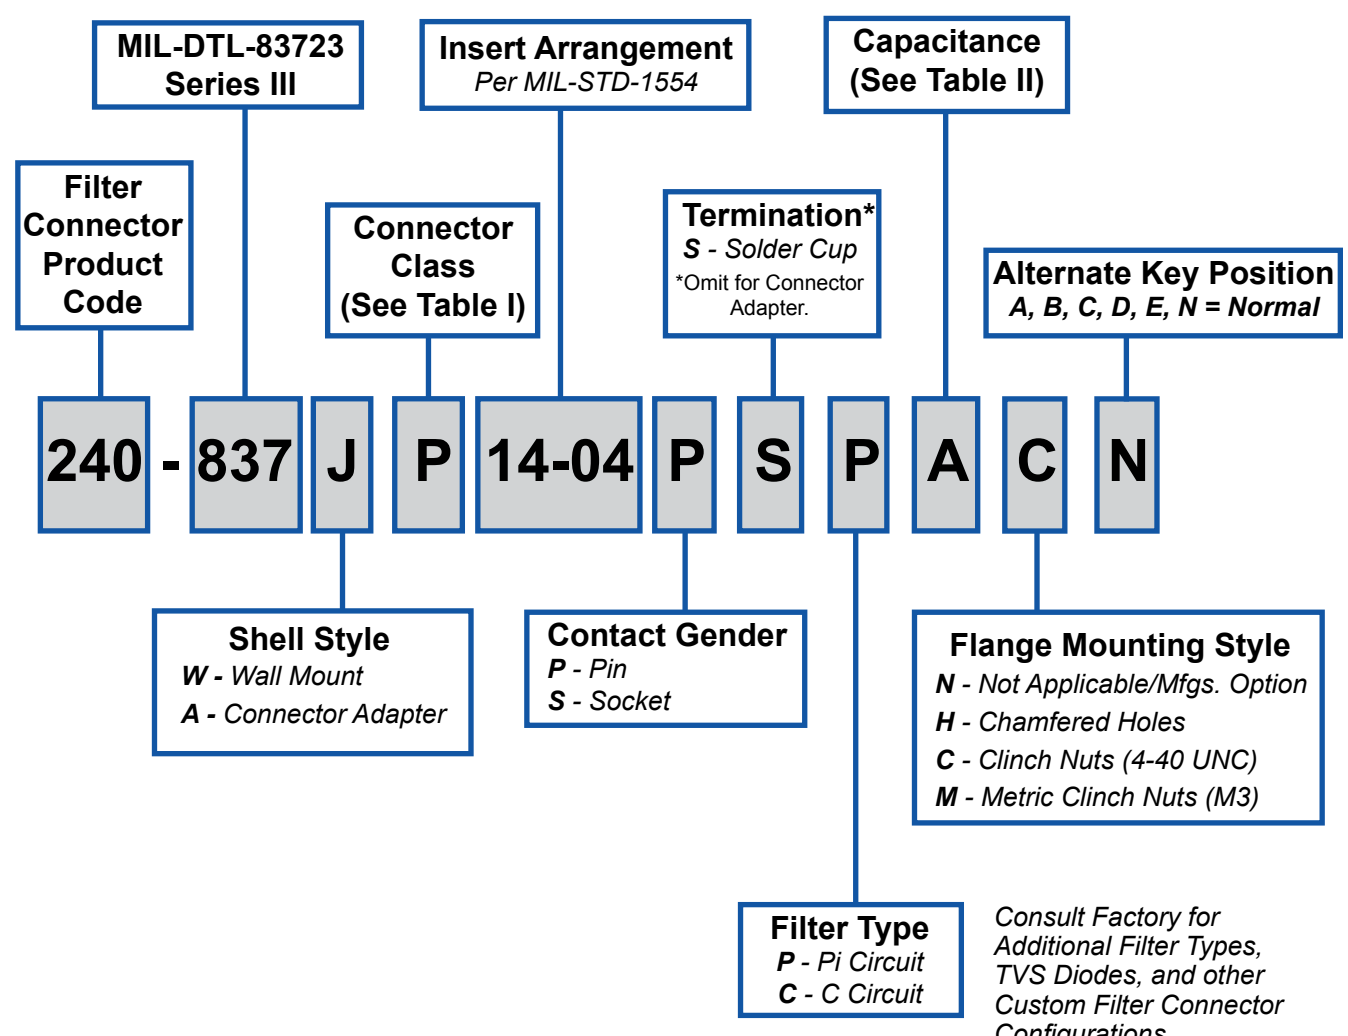 MIL-DTL-83723
Series III
Insert Arrangement
Per MIL-STD-1554
Capacitance
(See Table II)
Filter
Connector
Product
Code
Connector
Class
(See Table I)
Termination*
S - Solder Cup
*Omit for Connector
Adapter.
Alternate Key Position
A, B, C, D, E, N = Normal
240 - 837 J P 14-04 P S P A C N
Shell Style
W - Wall Mount
A - Connector Adapter
Contact Gender
P - Pin
S - Socket
Flange Mounting Style
N - Not Applicable/Mfgs. Option
H - Chamfered Holes
C - Clinch Nuts (4-40 UNC)
M - Metric Clinch Nuts (M3)
Filter Type
P - Pi Circuit
C - C Circuit
Consult Factory for
Additional Filter Types,
TVS Diodes, and other
Custom Filter Connector
Configurations